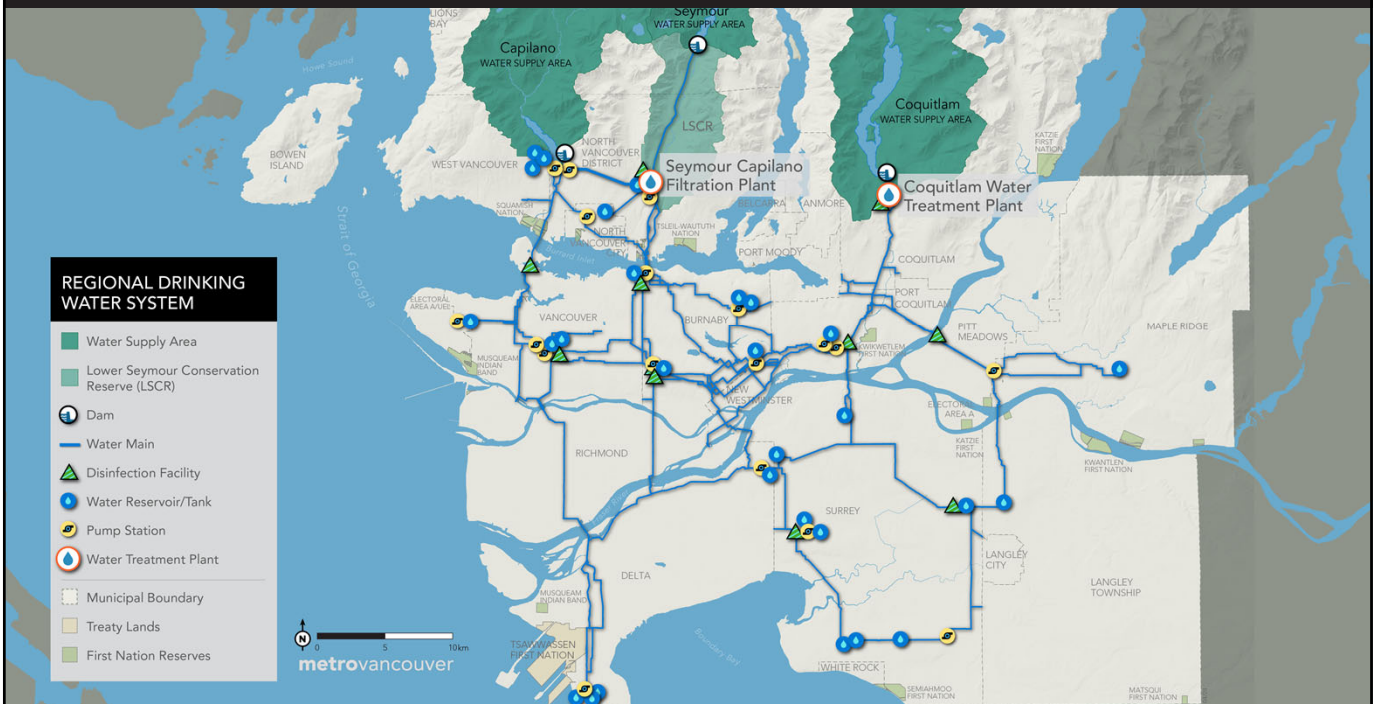 LIONS
BAY
Seymour
WATER SUPPLY AREA
Capilano
WATER SUPPLY AREA
Howe Sound
Coquitlam
WATER SUPPLY AREA
LSCR
BOWEN
ISLAND
WEST VANCOUVER
NORTH
VANCOUVER
DISTRICT
KATZIE
FIRST
NATION
Seymour Capilano
Filtration Plant
Coquitlam Water
Treatment Plant
BELCARRA
ANMORE
SQUAMISH
NATION
NORTH
VANCOUVER
CITY
TSLEIL-WAUTUTH
NATION
Burrard Inlet
PORT MOODY
COQUITLAM
Strait of Georgia
PORT
COQUITLAM
ELECTORAL
AREA A/UEL
VANCOUVER
BURNABY
PITT
MEADOWS
MAPLE RIDGE
MUSQUEAM
INDIAN
BAND
KWIKWETLEM
FIRST NATION
NEW
WESTMINSTER
ELECTORAL
AREA A
KATZIE
FIRST
NATION
KWANTLEN
FIRST NATION
RICHMOND
Fraser River
SURREY
LANGLEY
CITY
LANGLEY
TOWNSHIP
DELTA
MUSQUEAM
INDIAN BAND
TSAWWASSEN
FIRST NATION
Boundary Bay
WHITE ROCK
SEMIAHMOO
FIRST NATION
MATSQUI
FIRST NATION
REGIONAL DRINKING
WATER SYSTEM
Water Supply Area
Lower Seymour Conservation
Reserve (LSCR)
Dam
Water Main
Disinfection Facility
Water Reservoir/Tank
Pump Station
Water Treatment Plant
Municipal Boundary
Treaty Lands
First Nation Reserves
N
0 5 10km
metrovancouver